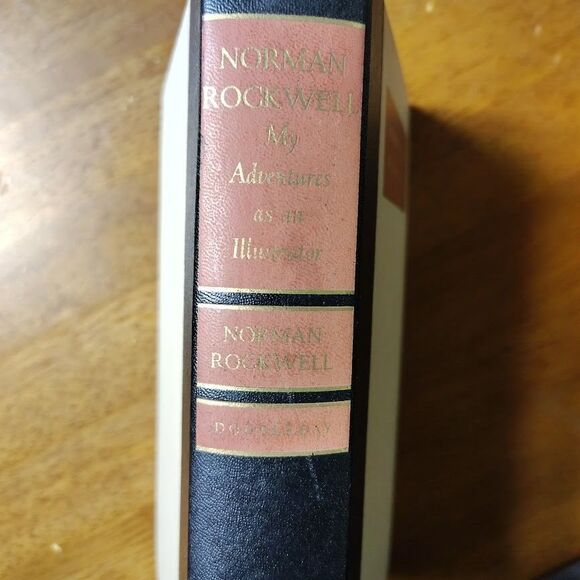 NORMAN
ROCKWELL
My
Adventures
as an
Illustrator
NORMAN
ROCKWELL
DOUBLEDAY